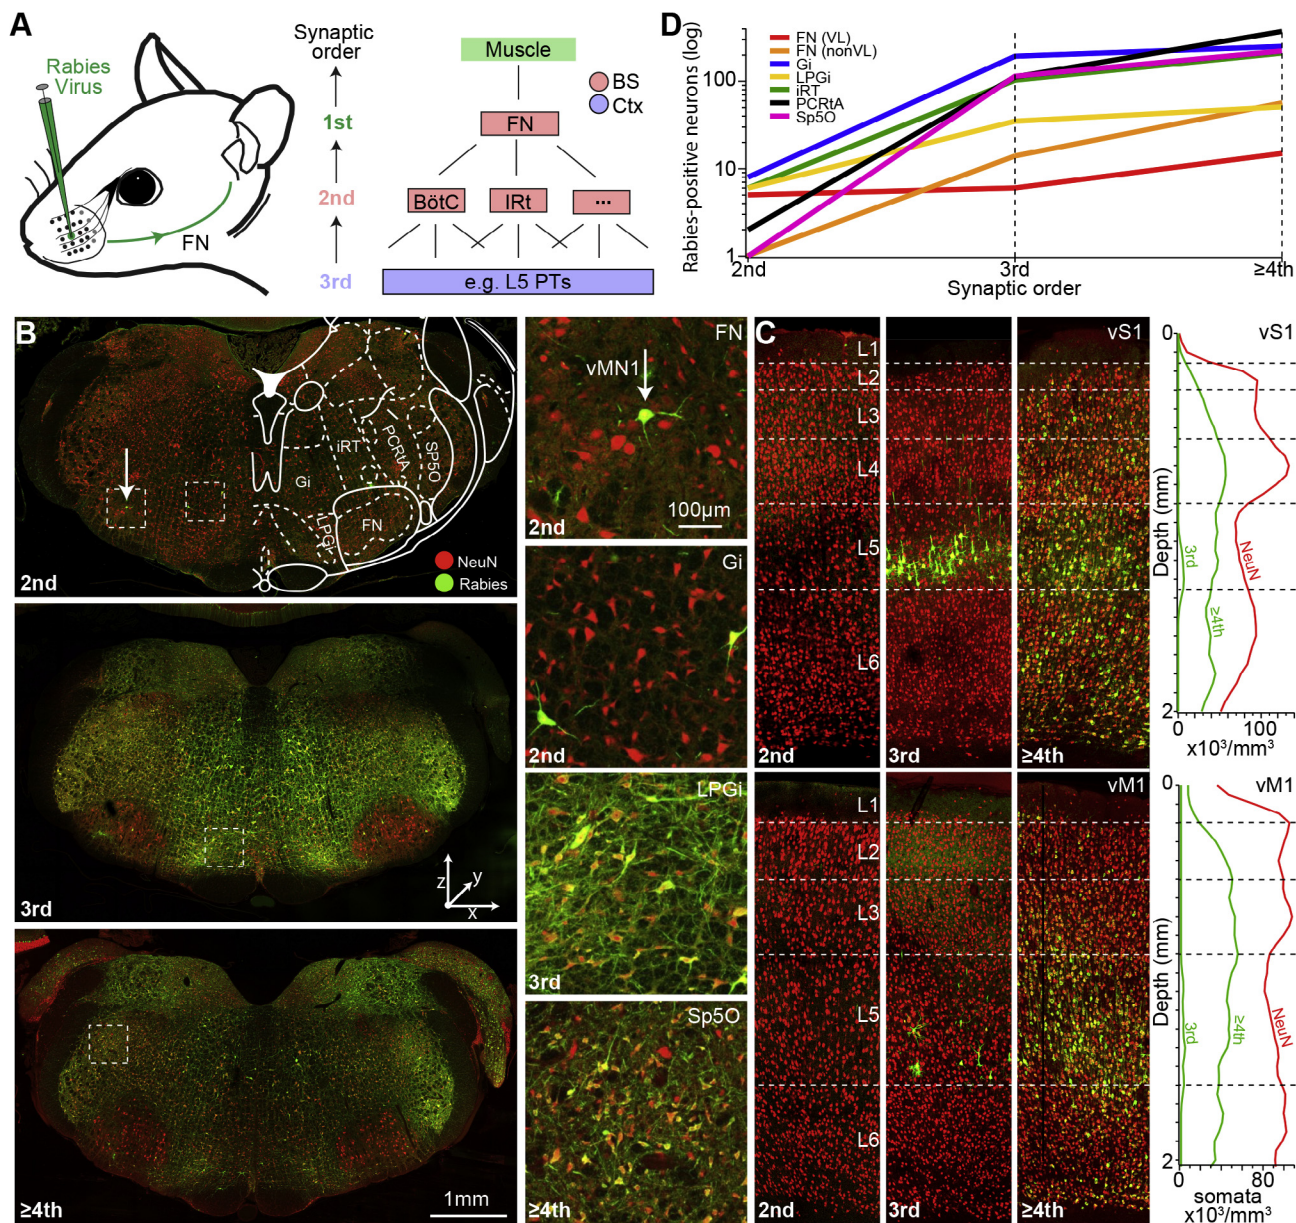 A
Rabies
Virus
FN
Synaptic
order
1st
2nd
3rd
Muscle
BS
Ctx
FN
BötC
IRt
...
e.g. L5 PTs
D
Rabies-positive neurons (log)
100
10
1
FN (VL)
FN (nonVL)
Gi
LPGi
iRT
PCRtA
Sp5O
2nd
3rd
≥4th
Synaptic order
B
iRT
PCRtA
SP5O
Gi
LPGi
FN
NeuN
Rabies
2nd
z
y
x
3rd
1mm
≥4th
FN
vMN1
100µm
2nd
Gi
2nd
LPGi
3rd
Sp5O
≥4th
C
vS1
L1
L2
L3
L4
L5
L6
2nd
3rd
≥4th
vS1
0
Depth (mm)
3rd
≥4th
NeuN
2
0
100
x10³/mm³
vM1
L1
L2
L3
L5
L6
2nd
3rd
≥4th
vM1
0
Depth (mm)
3rd
≥4th
NeuN
2
0
80
somata
x10³/mm³